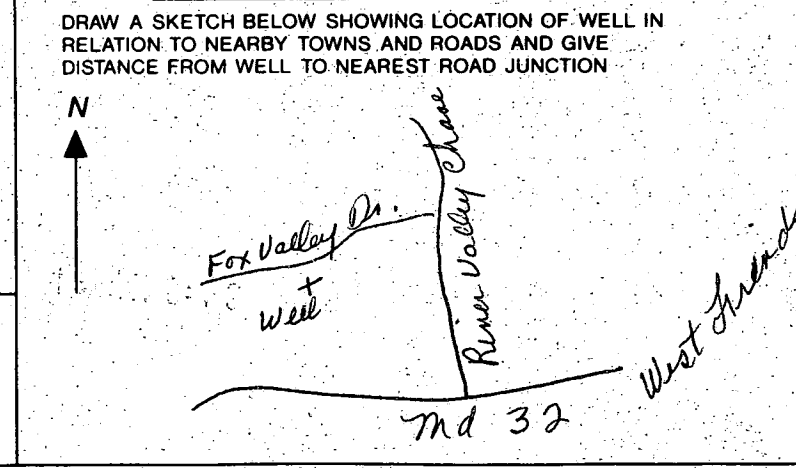 DRAW A SKETCH BELOW SHOWING LOCATION OF WELL IN
RELATION TO NEARBY TOWNS AND ROADS AND GIVE
DISTANCE FROM WELL TO NEAREST ROAD JUNCTION
N
River Valley Chase
Fox Valley Dr.
Well
West Friend
Md 32